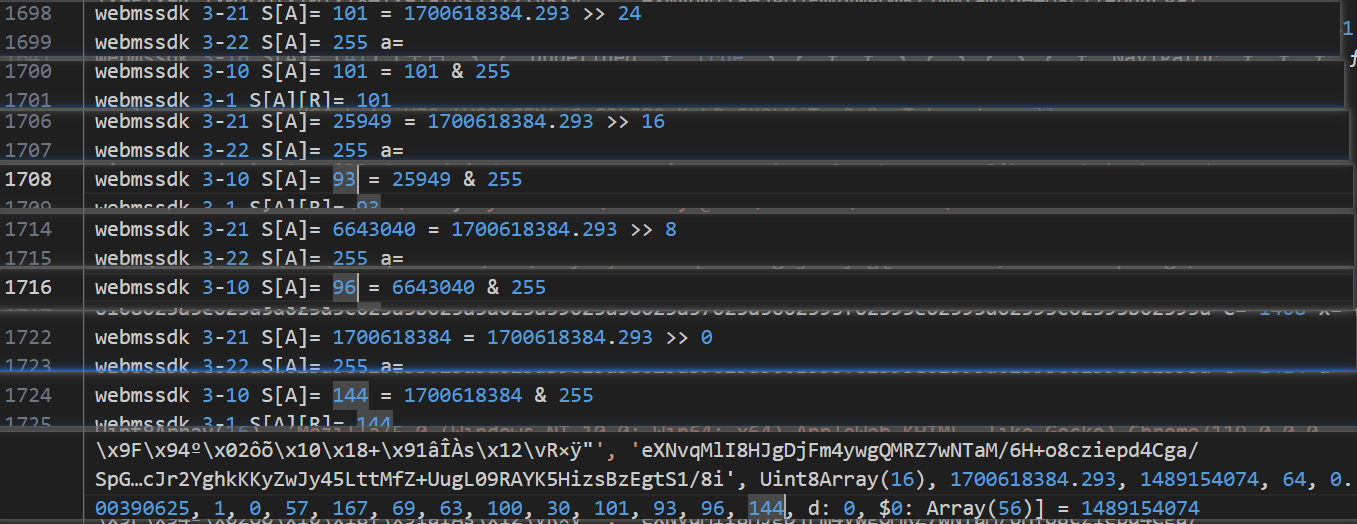 1698 webmssdk 3-21 S[A]= 101 = 1700618384.293 >> 24
1699 webmssdk 3-22 S[A]= 255 a=
1700 webmssdk 3-10 S[A]= 101 = 101 & 255
1701 webmssdk 3-1 S[A][R]= 101
1706 webmssdk 3-21 S[A]= 25949 = 1700618384.293 >> 16
1707 webmssdk 3-22 S[A]= 255 a=
1708 webmssdk 3-10 S[A]= 93 = 25949 & 255
1709 webmssdk 3-1 S[A][R]= 93
1714 webmssdk 3-21 S[A]= 6643040 = 1700618384.293 >> 8
1715 webmssdk 3-22 S[A]= 255 a=
1716 webmssdk 3-10 S[A]= 96 = 6643040 & 255
1722 webmssdk 3-21 S[A]= 1700618384 = 1700618384.293 >> 0
1723 webmssdk 3-22 S[A]= 255 a=
1724 webmssdk 3-10 S[A]= 144 = 1700618384 & 255
1725 webmssdk 3-1 S[A][R]= 144
\x9F\x94º\x02ôõ\x10\x18+\x91âÎÀs\x12\vR×ÿ"', 'eXNvqMlI8HJgDjFm4ywgQMRZ7wNTaM/6H+o8cziepd4Cga/
SpG…cJr2YghkKKyZwJy45LttMfZ+UugL09RAYK5HizsBzEgtS1/8i', Uint8Array(16), 1700618384.293, 1489154074, 64, 0.
00390625, 1, 0, 57, 167, 69, 63, 100, 30, 101, 93, 96, 144, d: 0, $0: Array(56)] = 1489154074